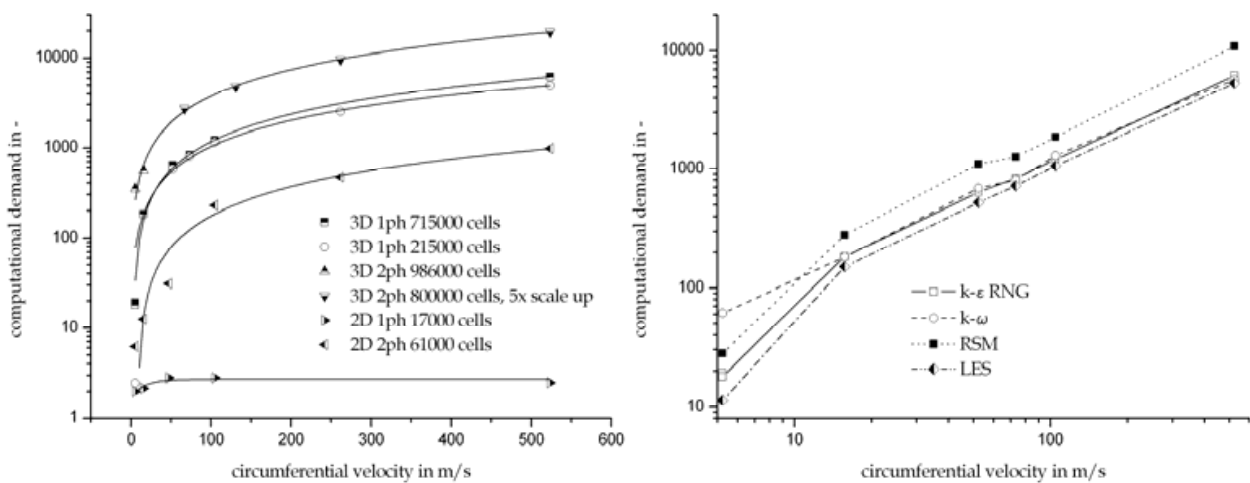 computational demand in -
10000
1000
100
10
1
0
100
200
300
400
500
600
circumferential velocity in m/s
3D 1ph 715000 cells
3D 1ph 215000 cells
3D 2ph 986000 cells
3D 2ph 800000 cells, 5x scale up
2D 1ph 17000 cells
2D 2ph 61000 cells
computational demand in -
10000
1000
100
10
10
100
circumferential velocity in m/s
k-ε RNG
k-ω
RSM
LES